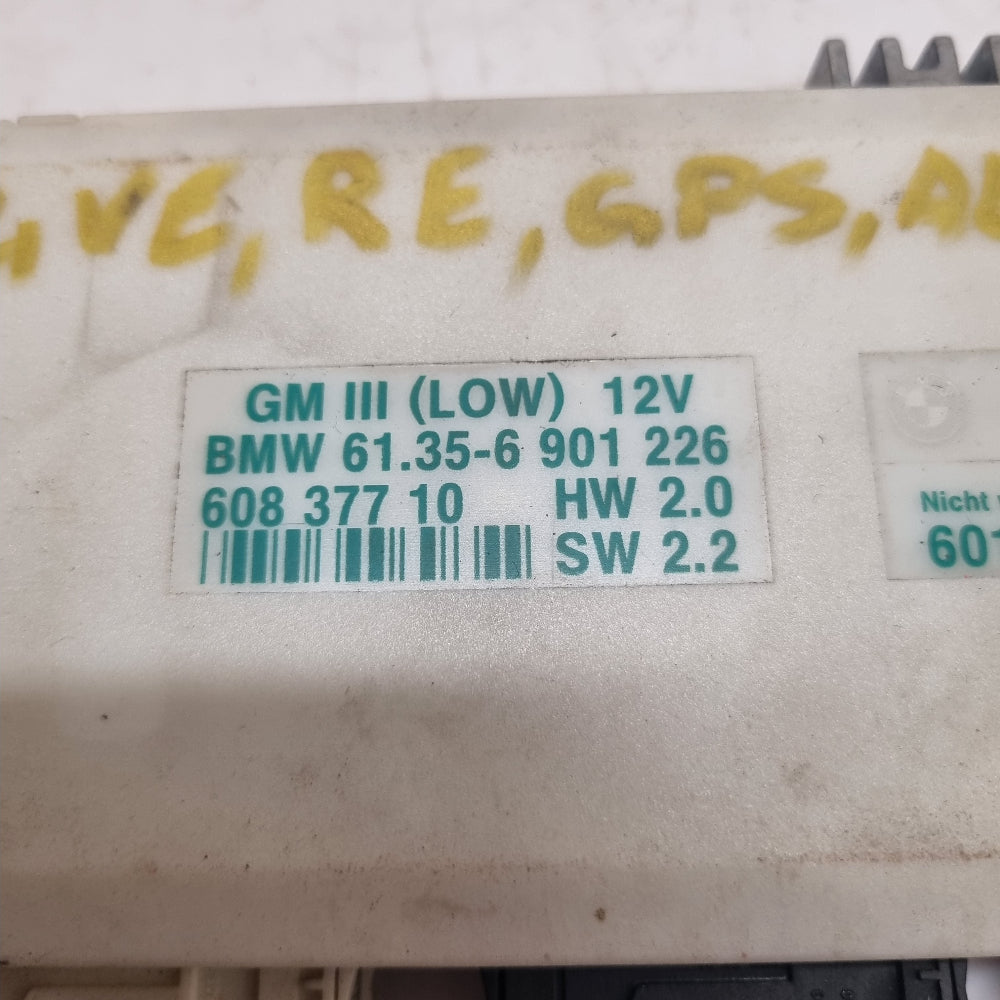 VE, RE, GPS,
GM III (LOW) 12V
BMW 61.35-6 901 226
608 377 10 HW 2.0
SW 2.2
Nicht
601